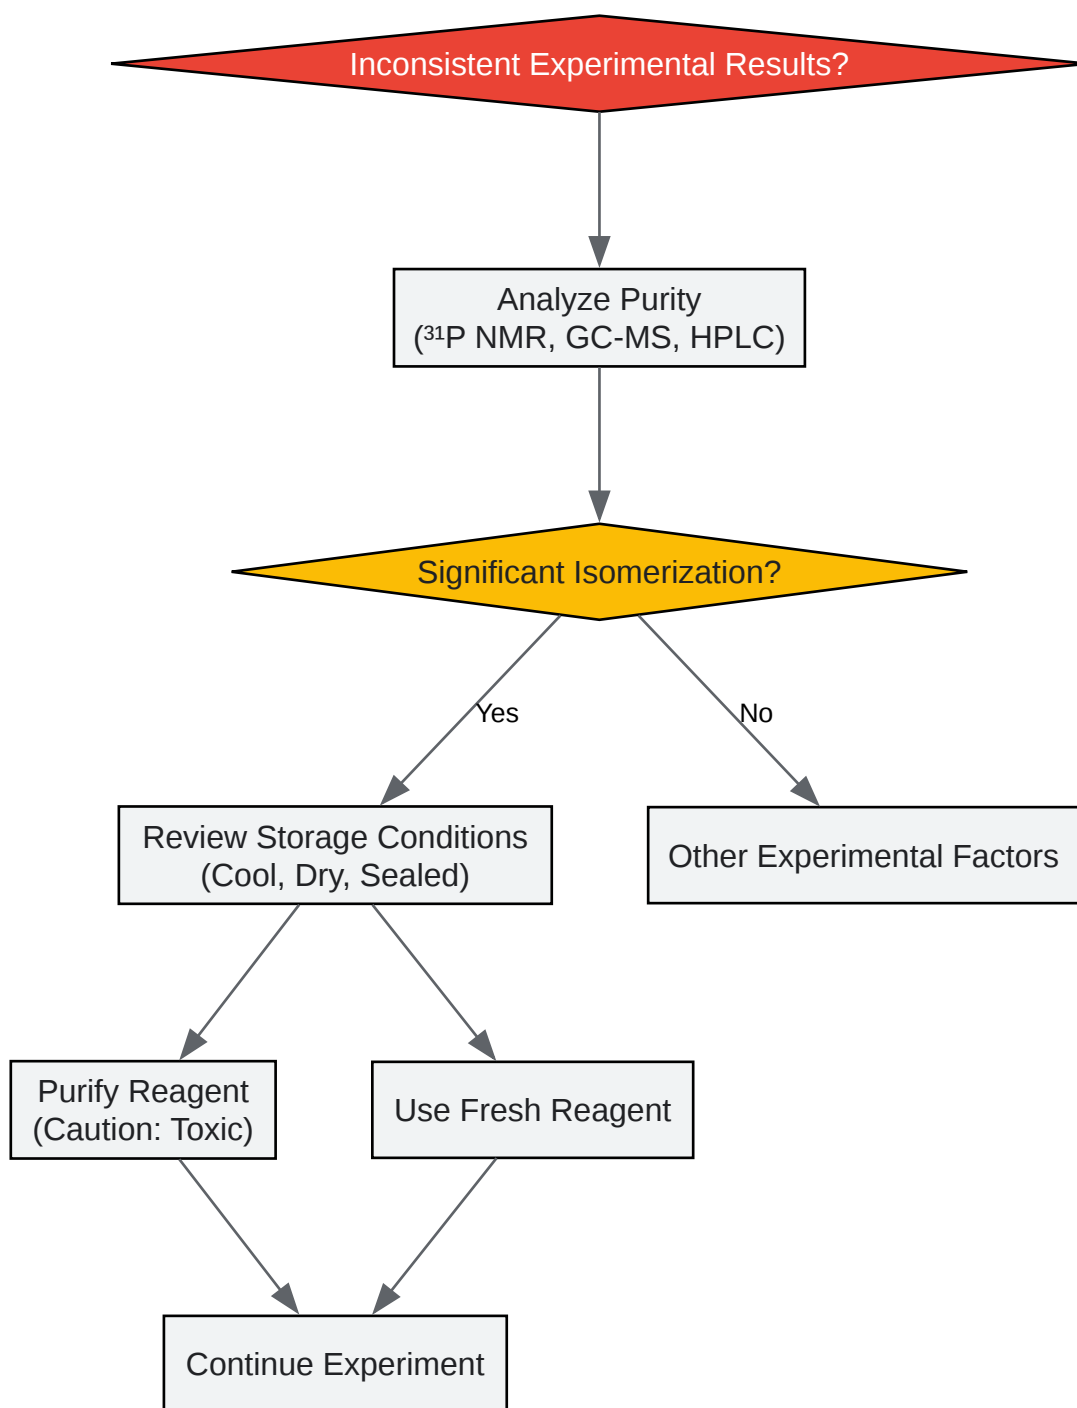 Inconsistent Experimental Results?
Analyze Purity
(³¹P NMR, GC-MS, HPLC)
Significant Isomerization?
Yes
No
Review Storage Conditions
(Cool, Dry, Sealed)
Other Experimental Factors
Purify Reagent
(Caution: Toxic)
Use Fresh Reagent
Continue Experiment